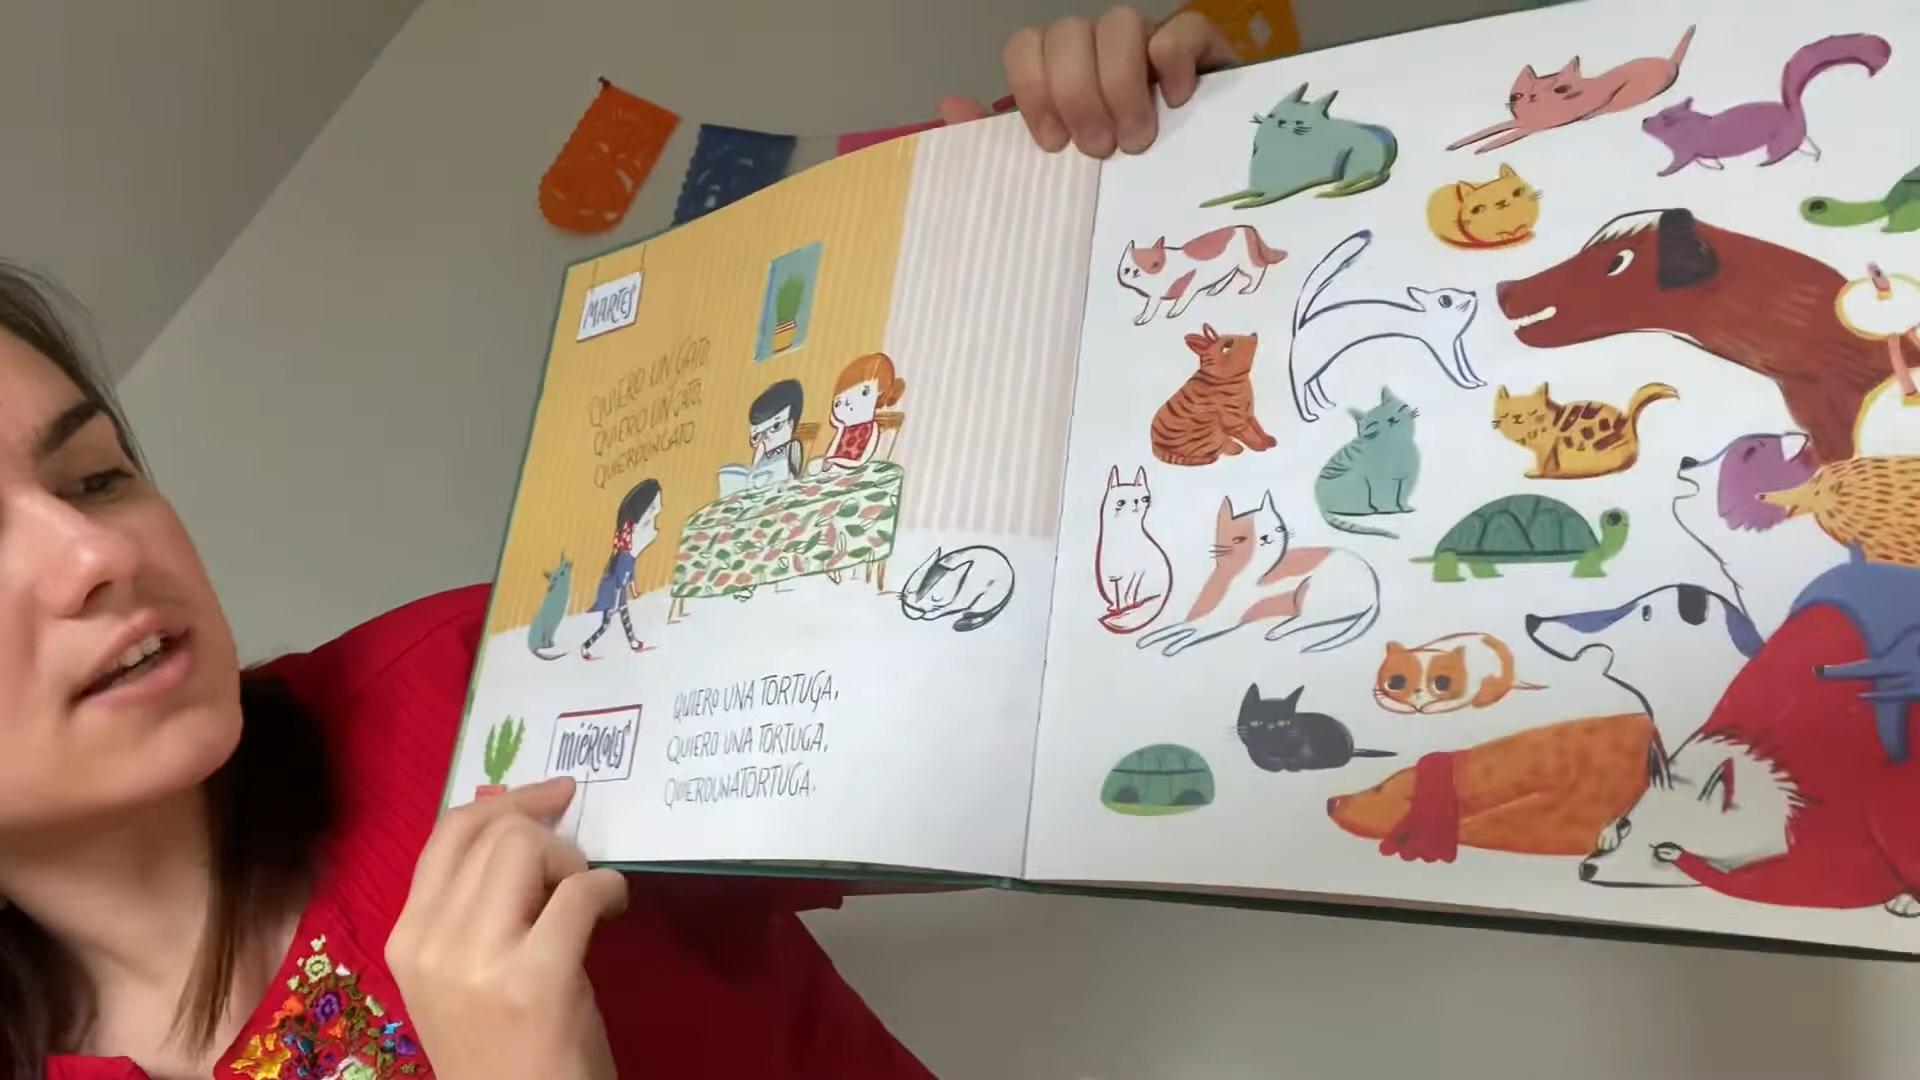 MARTES
QUIERO UN GATO,
QUIERO UN GATO,
QUIEROUNGATO
MIÉRCOLES
QUIERO UNA TORTUGA,
QUIERO UNA TORTUGA,
QUIEROUNATORTUGA.